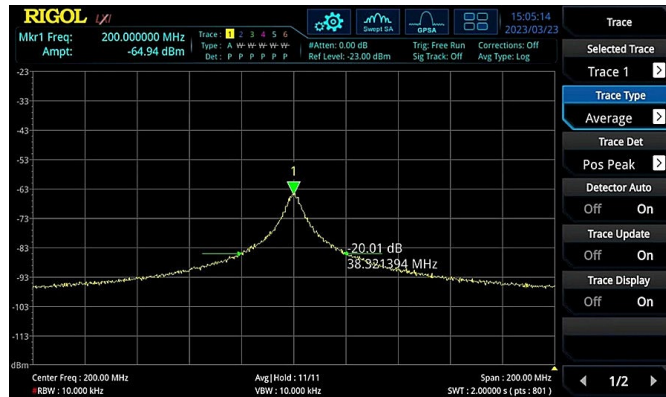 RIGOL LXI
Mkr1 Freq: 200.000000 MHz
Ampt: -64.94 dBm
Trace: 1 2 3 4 5 6
Type: A W W W W W
Det: P P P P P P
Swept SA
GPSA
15:05:14
2023/03/23
#Atten: 0.00 dB Trig: Free Run Corrections: Off
Ref Level: -23.00 dBm Sig Track: Off Avg Type: Log
-23
-33
-43
-53
-63
-73
-83
-93
-103
-113
dBm
1
-20.01 dB
38.321394 MHz
Center Freq : 200.00 MHz Avg|Hold : 11/11 Span : 200.00 MHz
#RBW : 10.000 kHz VBW : 10.000 kHz SWT : 2.00000 s ( pts : 801 )
Trace
Selected Trace
Trace 1
Trace Type
Average
Trace Det
Pos Peak
Detector Auto
Off On
Trace Update
Off On
Trace Display
Off On
1/2